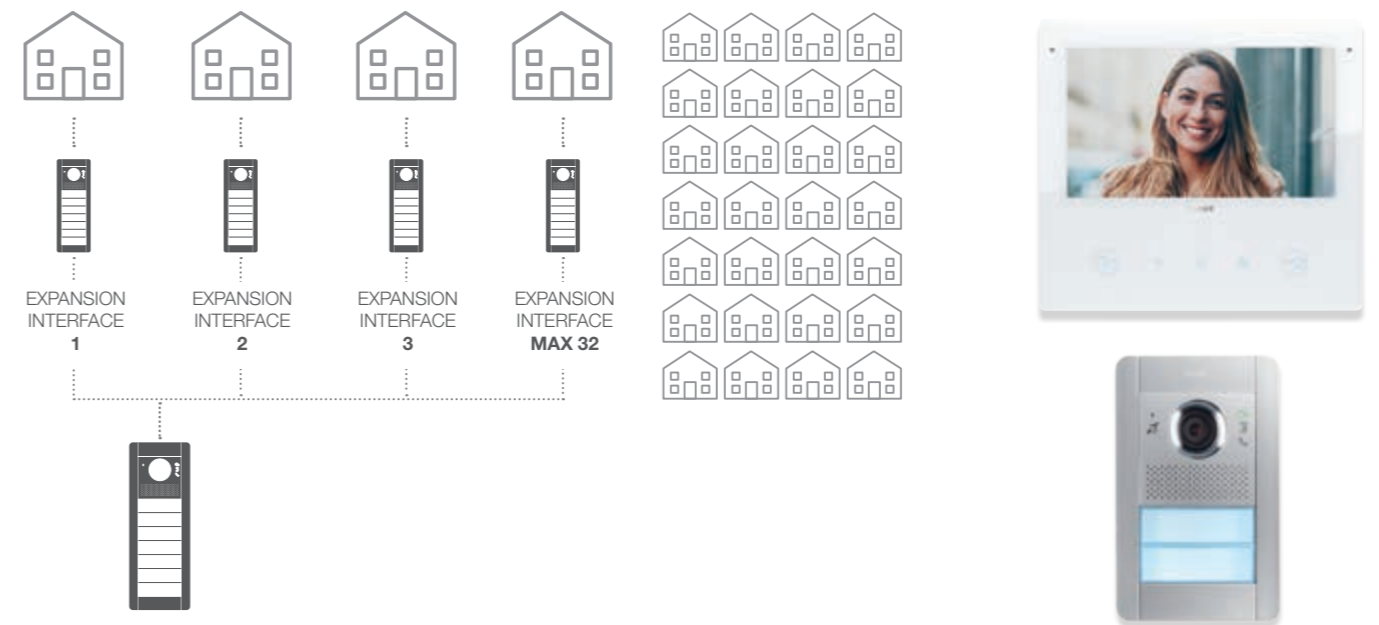 EXPANSION
INTERFACE
1
EXPANSION
INTERFACE
2
EXPANSION
INTERFACE
3
EXPANSION
INTERFACE
MAX 32